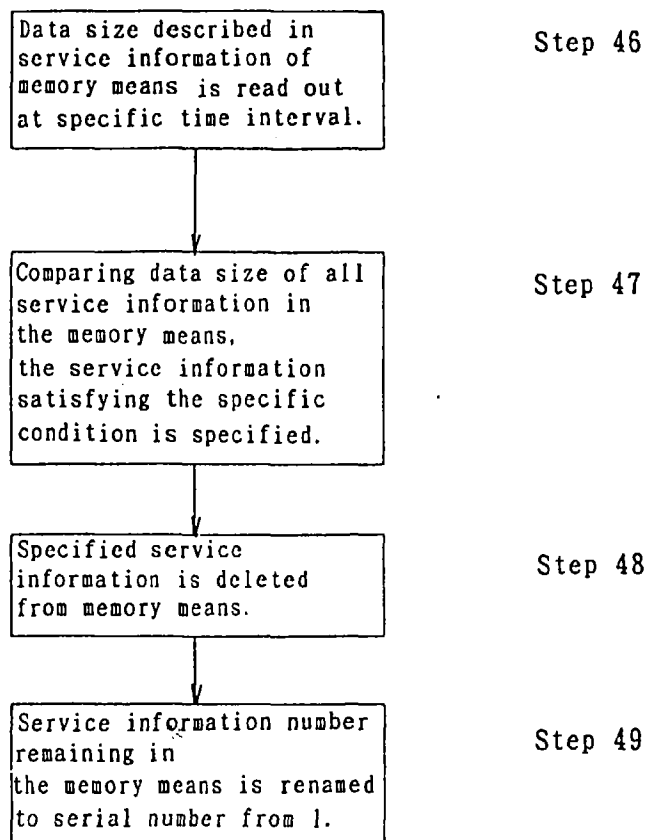 Data size described in
service information of
memory means is read out
at specific time interval.
Step 46
Comparing data size of all
service information in
the memory means,
the service information
satisfying the specific
condition is specified.
Step 47
Specified service
information is deleted
from memory means.
Step 48
Service information number
remaining in
the memory means is renamed
to serial number from 1.
Step 49